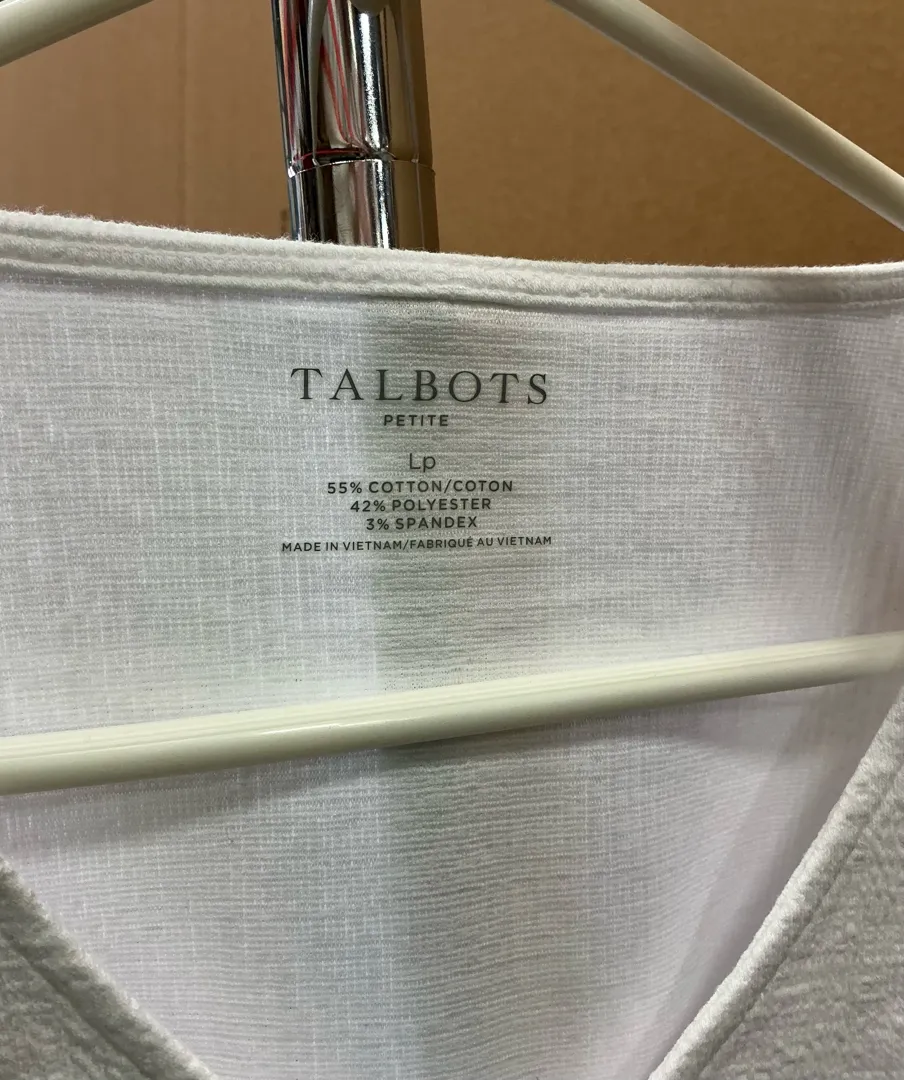 TALBOTS
PETITE
Lp
55% COTTON/COTON
42% POLYESTER
3% SPANDEX
MADE IN VIETNAM/FABRIQUÉ AU VIETNAM